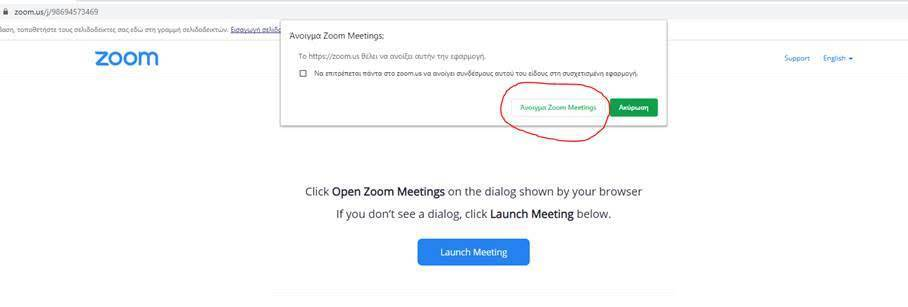 zoom.us/j/98694573469
βαση, τοποθετήστε τους σελιδοδείκτες σας εδώ στη γραμμή σελιδοδεικτών. Εισαγωγή σελιδο
zoom
Support English
Άνοιγμα Zoom Meetings;
Το https://zoom.us θέλει να ανοίξει αυτήν την εφαρμογή.
Να επιτρέπεται πάντα στο zoom.us να ανοίγει συνδέσμους αυτού του είδους στη συσχετισμένη εφαρμογή.
Άνοιγμα Zoom Meetings Ακύρωση
Click Open Zoom Meetings on the dialog shown by your browser
If you don’t see a dialog, click Launch Meeting below.
Launch Meeting